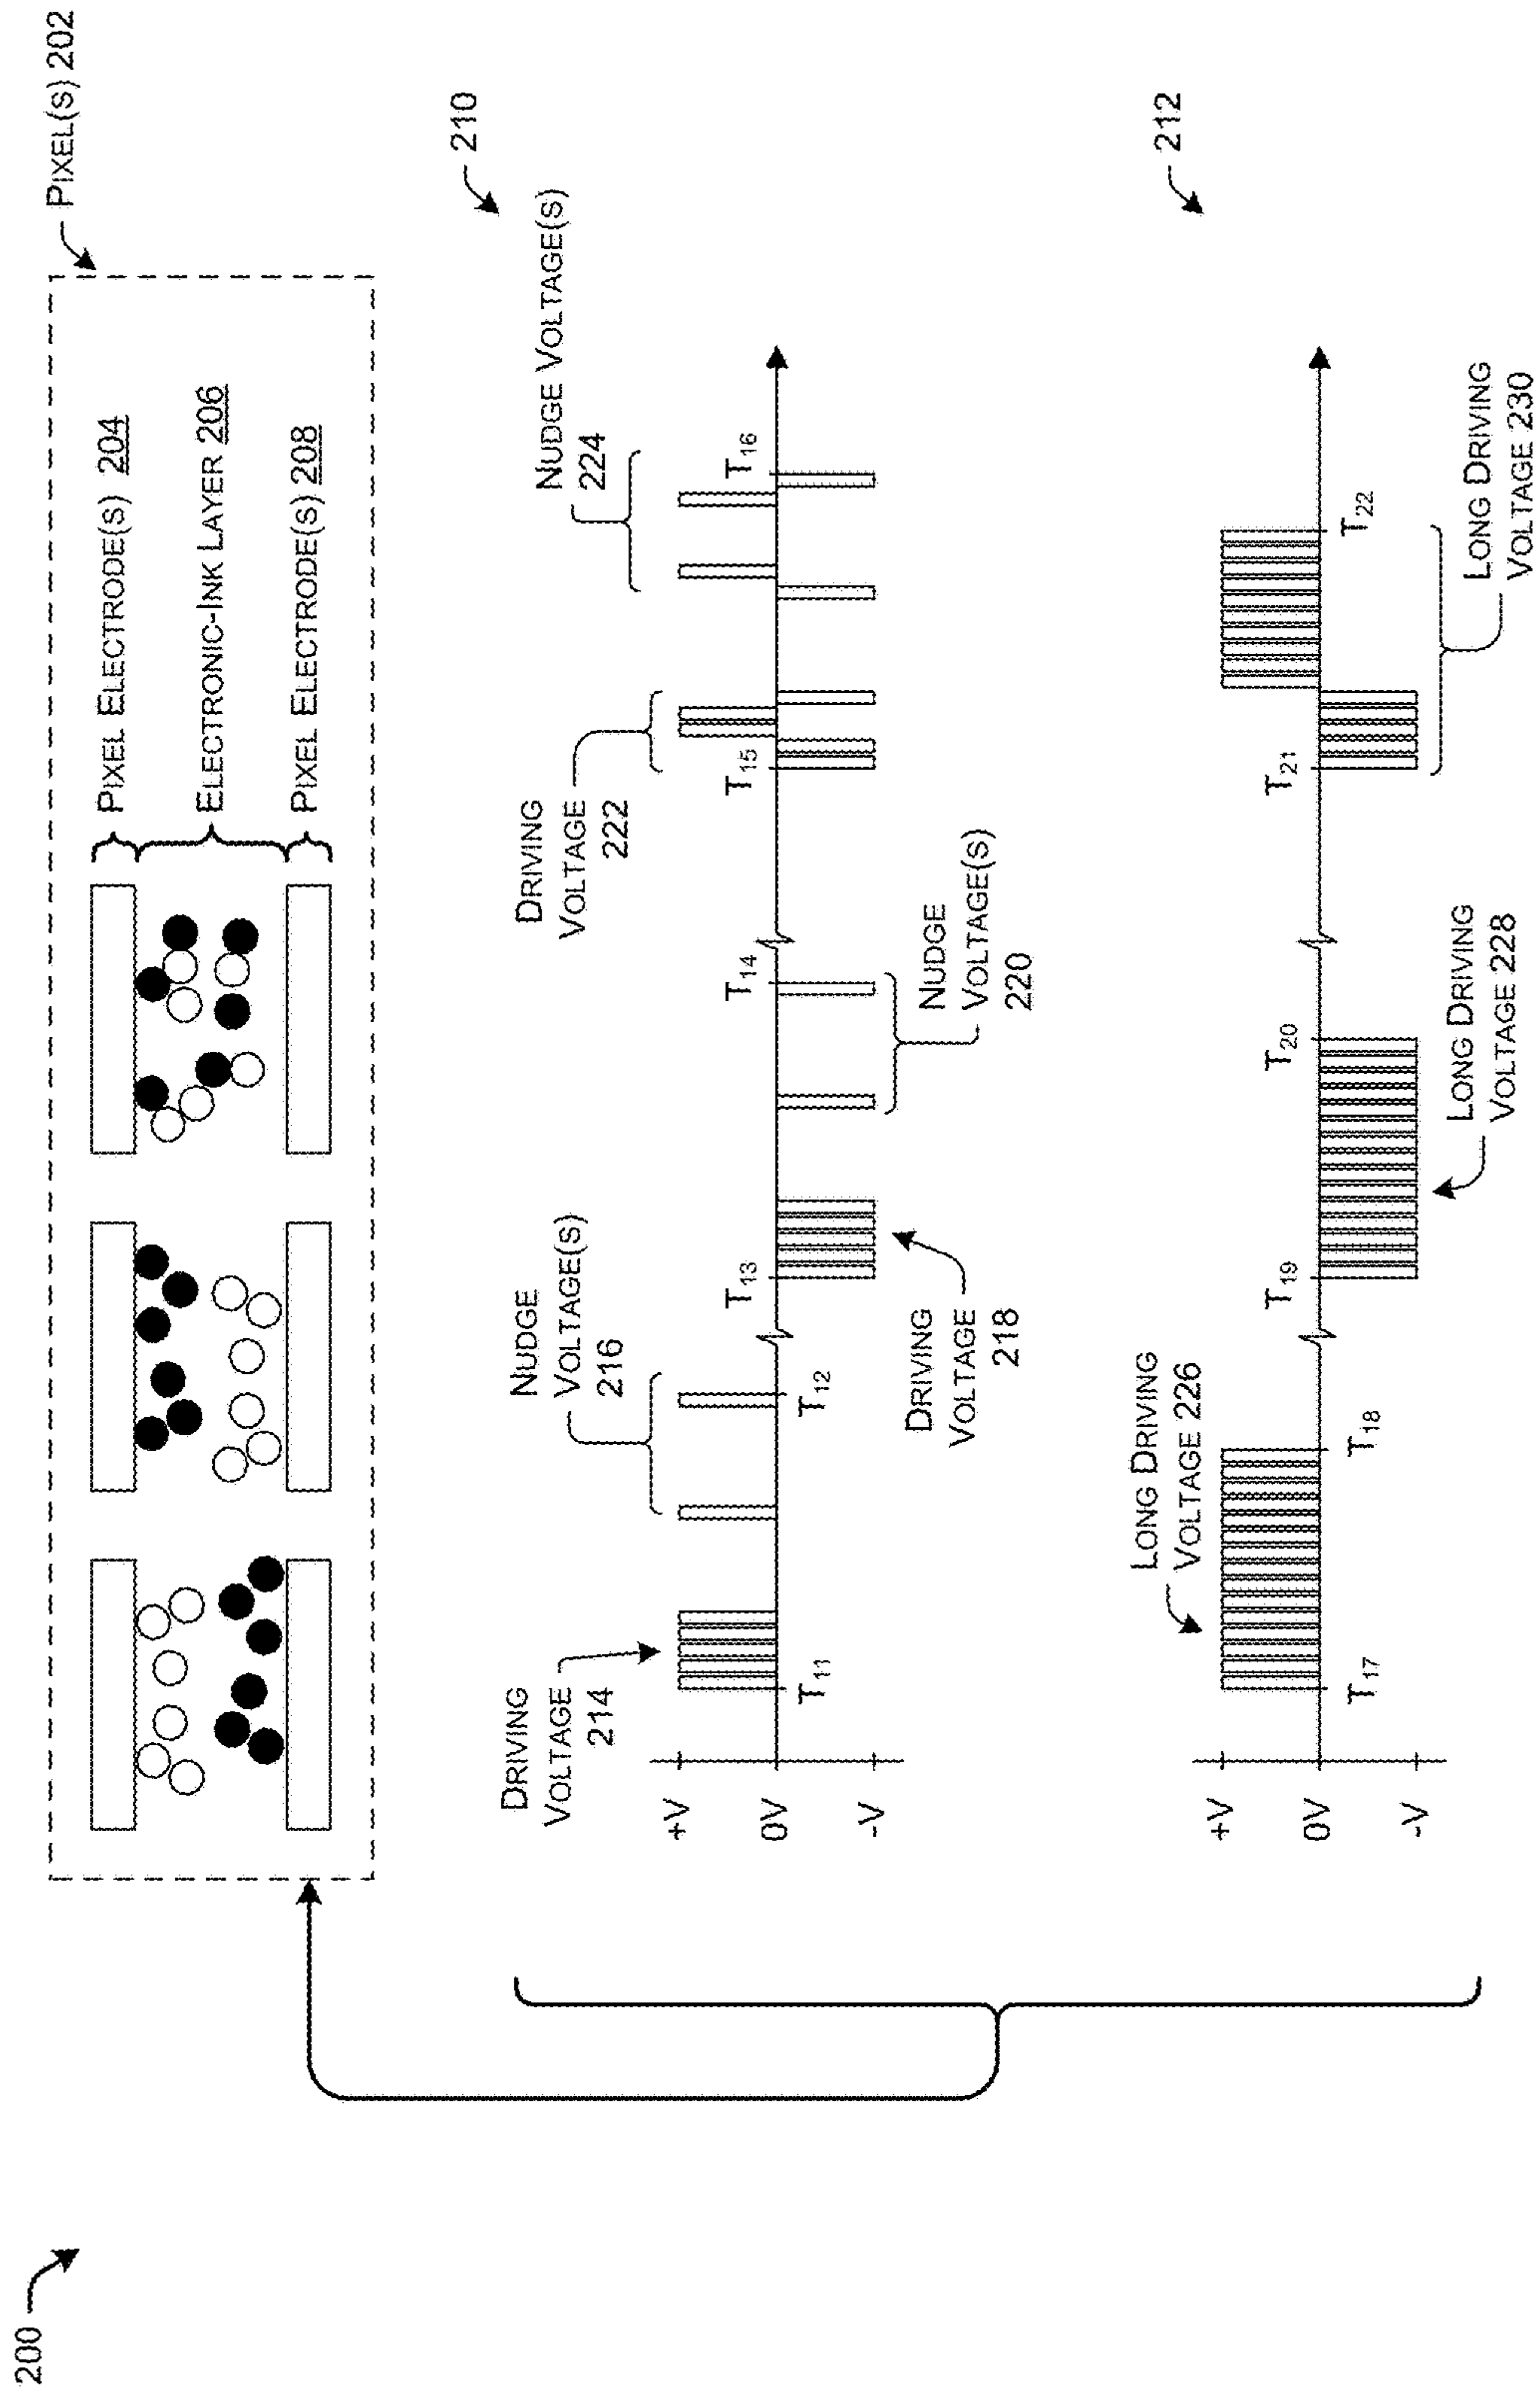 200
PIXEL(S) 202
PIXEL ELECTRODE(S) 204
ELECTRONIC-INK LAYER 206
PIXEL ELECTRODE(S) 208
210
DRIVING
VOLTAGE
214
NUDGE
VOLTAGE(S)
216
DRIVING
VOLTAGE
222
NUDGE VOLTAGE(S)
224
+V
0V
-V
T11
T12
T13
T14
T15
T16
DRIVING
VOLTAGE
218
NUDGE
VOLTAGE(S)
220
212
LONG DRIVING
VOLTAGE 226
+V
0V
-V
T17
T18
T19
T20
T21
T22
LONG DRIVING
VOLTAGE 228
LONG DRIVING
VOLTAGE 230